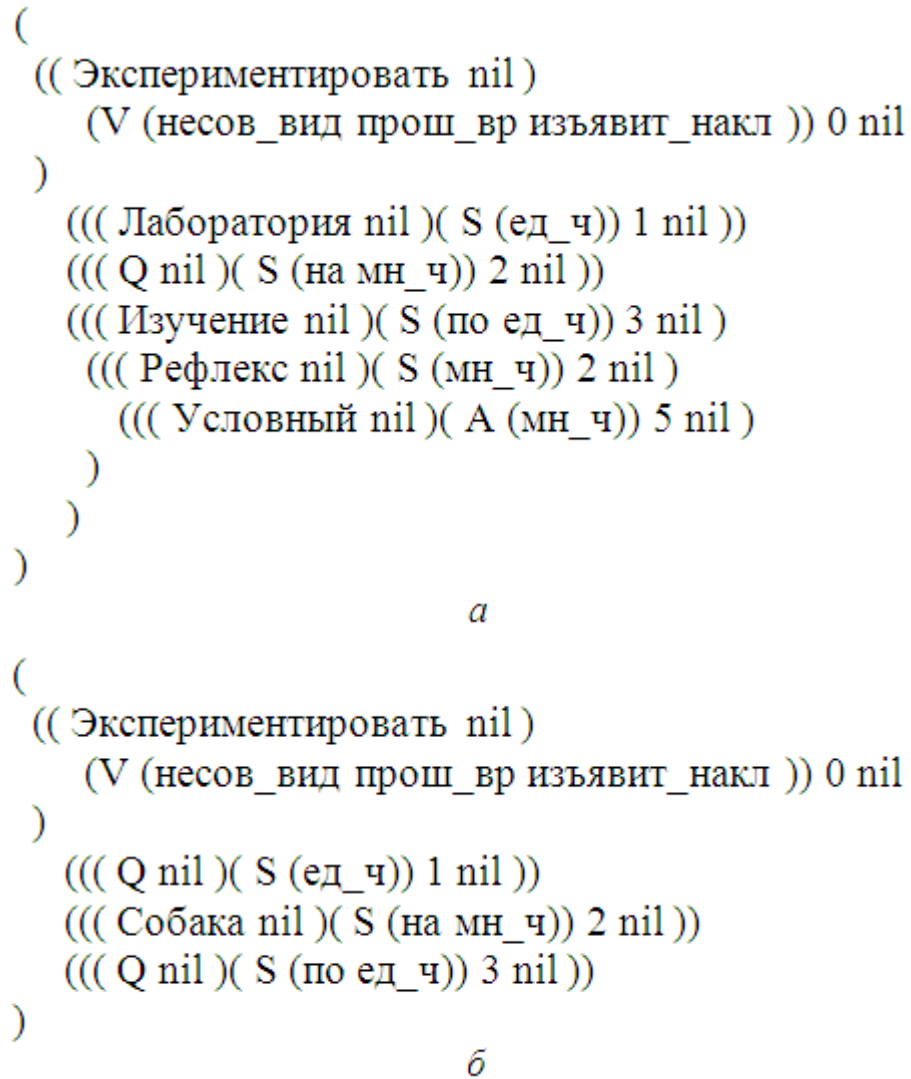 (
(( Экспериментировать nil )
(V (несов_вид прош_вр изъявит_накл )) 0 nil
)
((( Лаборатория nil )( S (ед_ч)) 1 nil ))
((( Q nil )( S (на мн_ч)) 2 nil ))
((( Изучение nil )( S (по ед_ч)) 3 nil )
((( Рефлекс nil )( S (мн_ч)) 2 nil )
((( Условный nil )( А (мн_ч)) 5 nil )
)
)
)
а
(
(( Экспериментировать nil )
(V (несов_вид прош_вр изъявит_накл )) 0 nil
)
((( Q nil )( S (ед_ч)) 1 nil ))
((( Собака nil )( S (на мн_ч)) 2 nil ))
((( Q nil )( S (по ед_ч)) 3 nil ))
)
б